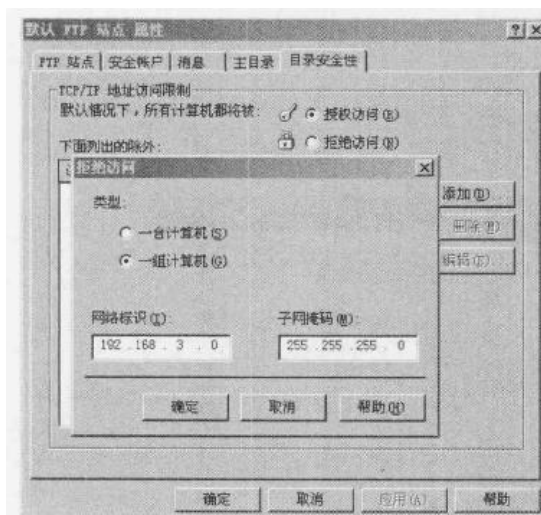 默认 FTP 站点 属性
FTP 站点 安全帐户 消息 主目录 目录安全性
TCP/IP 地址访问限制
默认情况下，所有计算机都将被： 授权访问(E)
下面列出的除外： 拒绝访问(N)
拒绝访问
添加(D)...
类型：
一台计算机(S)
一组计算机(G)
网络标识(I)： 子网掩码(M)：
192 .168 . 3 . 0 255 .255 .255 . 0
确定 取消 帮助(H)
确定 取消 应用(A) 帮助